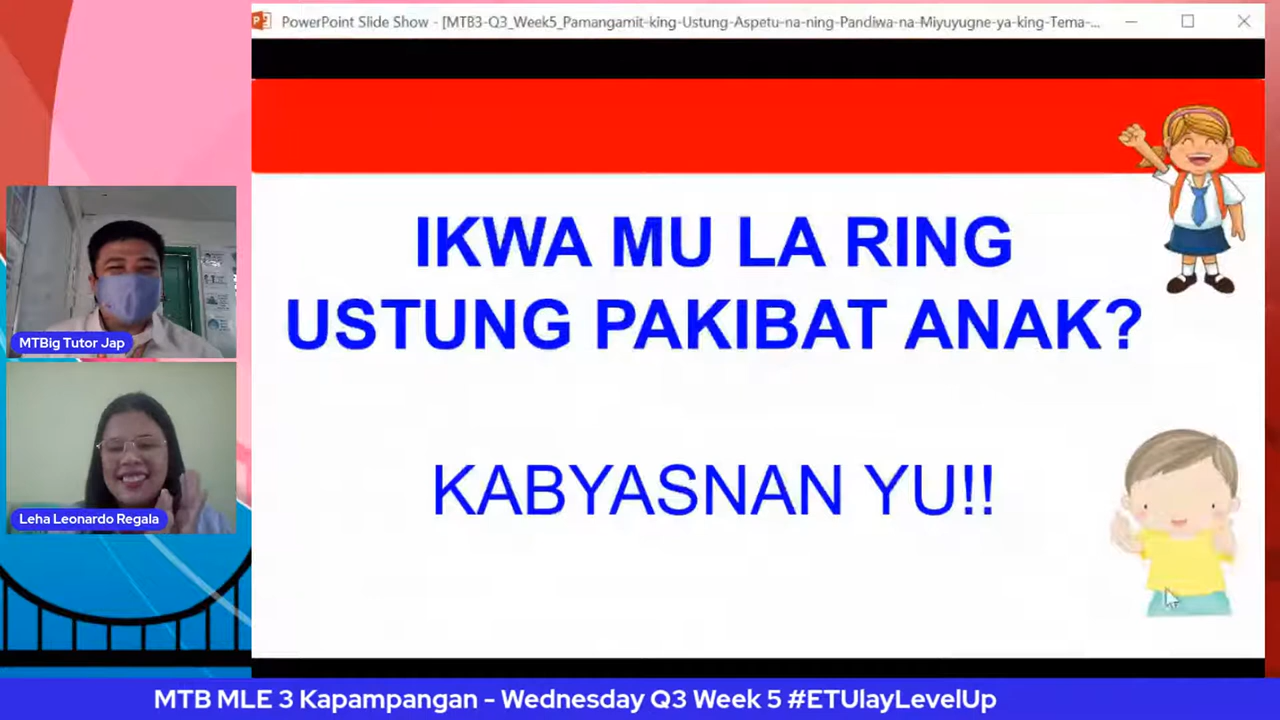 PowerPoint Slide Show - [MTB3-Q3_Week5_Pamangamit-king-Ustung-Aspetu-na-ning-Pandiwa-na-Miyuyugne-ya-king-Tema-...
IKWA MU LA RING
USTUNG PAKIBAT ANAK?
KABYASNAN YU!!
MTBig Tutor Jap
Leha Leonardo Regala
MTB MLE 3 Kapampangan - Wednesday Q3 Week 5 #ETUlayLevelUp